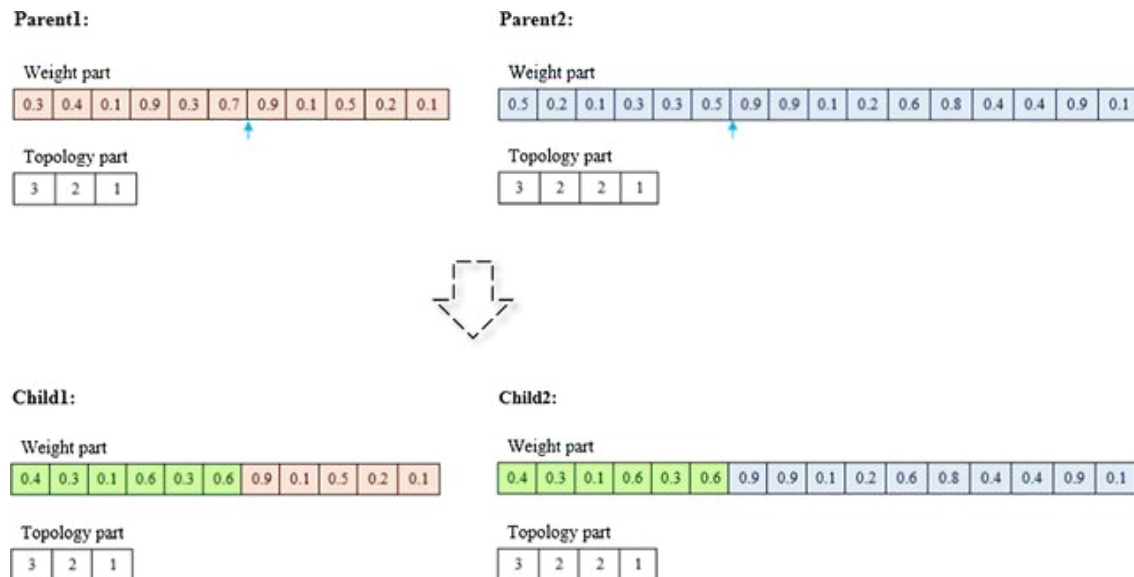 Parent1:
Weight part
0.3 0.4 0.1 0.9 0.3 0.7 0.9 0.1 0.5 0.2 0.1
Topology part
3 2 1
Parent2:
Weight part
0.5 0.2 0.1 0.3 0.3 0.5 0.9 0.9 0.1 0.2 0.6 0.8 0.4 0.4 0.9 0.1
Topology part
3 2 2 1
Child1:
Weight part
0.4 0.3 0.1 0.6 0.3 0.6 0.9 0.1 0.5 0.2 0.1
Topology part
3 2 1
Child2:
Weight part
0.4 0.3 0.1 0.6 0.3 0.6 0.9 0.9 0.1 0.2 0.6 0.8 0.4 0.4 0.9 0.1
Topology part
3 2 2 1